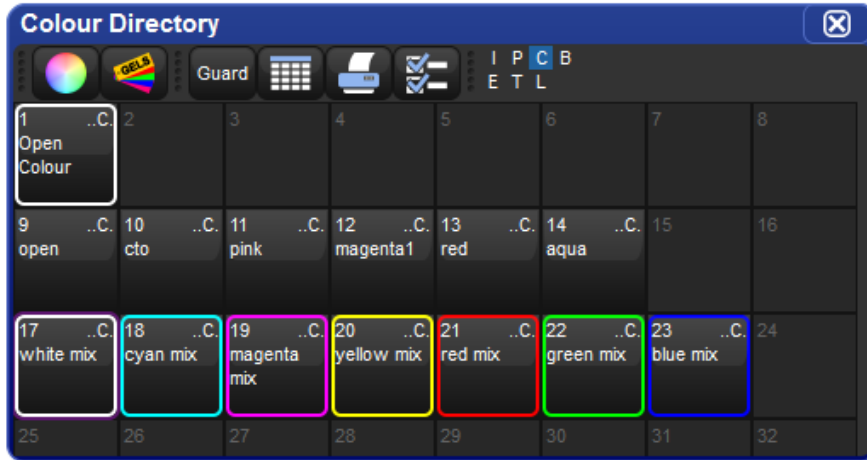 Colour Directory
GELS Guard I P C B
E T L
1 ..C. 2 3 4 5 6 7 8
Open
Colour
9 ..C. 10 ..C. 11 ..C. 12 ..C. 13 ..C. 14 ..C. 15 16
open cto pink magenta1 red aqua
17 ..C. 18 ..C. 19 ..C. 20 ..C. 21 ..C. 22 ..C. 23 ..C. 24
white mix cyan mix magenta yellow mix red mix green mix blue mix
mix
25 26 27 28 29 30 31 32